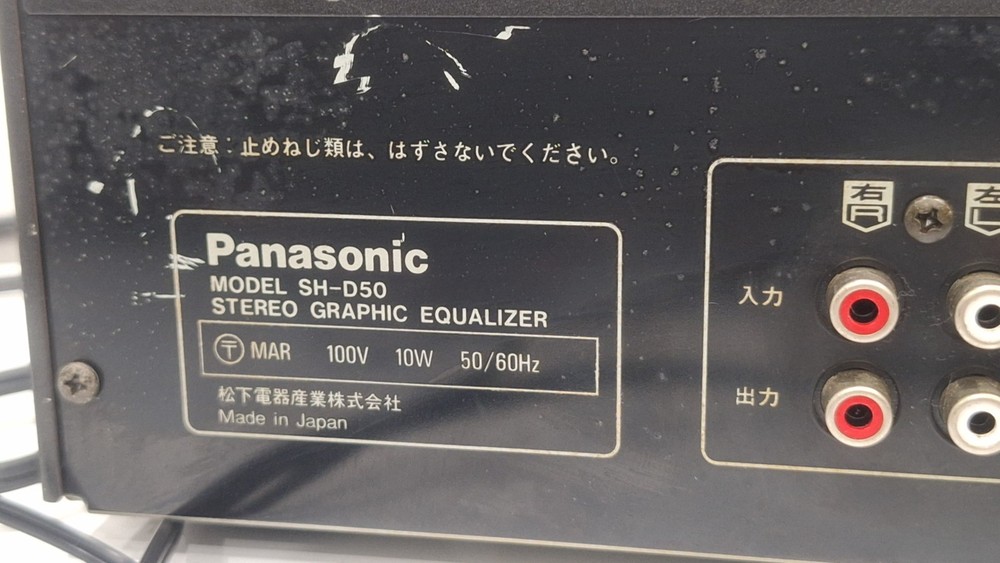 ご注意：止めねじ類は、はずさないでください。
Panasonic
MODEL SH-D50
STEREO GRAPHIC EQUALIZER
〒 MAR 100V 10W 50/60Hz
松下電器産業株式会社
Made in Japan
右 左
R L
入力
出力